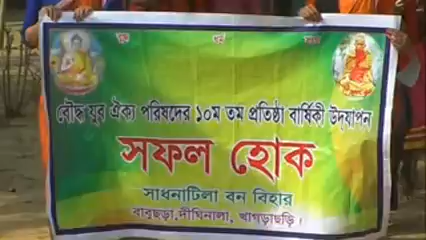 বৌদ্ধ যুব ঐক্য পরিষদের ১০ম তম প্রতিষ্ঠা বার্ষিকী উদ্‌যাপন
সফল হোক
সাধনাটিলা বন বিহার
বাবুছড়া,দীঘিনালা, খাগড়াছড়ি।